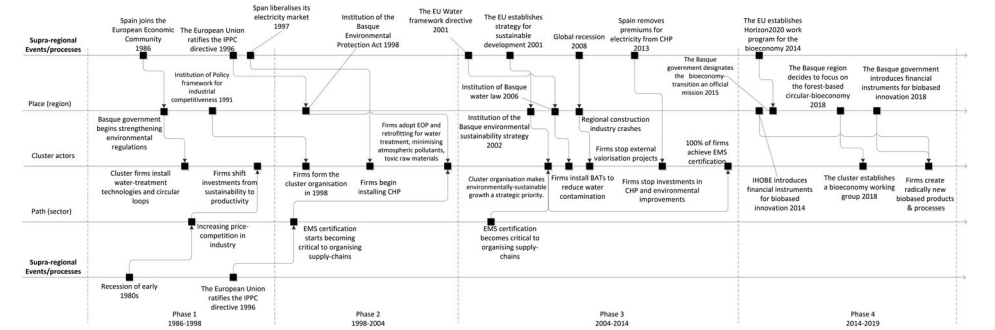 Supra-regional
Events/processes
Spain joins the
European Economic
Community
1986
The European Union
ratifies the IPPC
directive 1996
Span liberalises its
electricity market
1997
Institution of the
Basque
Environmental
Protection Act 1998
The EU Water
framework directive
2001
The EU establishes
strategy for
sustainable
development 2001
Global recession
2008
Spain removes
premiums for
electricity from CHP
2013
The EU establishes
Horizon2020 work
program for the
bioeconomy 2014
Place (region)
Basque government
begins strengthening
environmental
regulations
Institution of Policy
framework for
industrial
competitiveness 1991
Institution of
the Basque
environmental
sustainability strategy
2002
Institution of Basque
water law 2006
Regional construction
industry crashes
The Basque
government designates
the bioeconomy-
transition an official
mission 2015
The Basque region
decides to focus on
the forest-based
circular-bioeconomy
2018
The Basque government
introduces financial
instruments for biobased
innovation 2018
Cluster actors
Cluster firms install
water-treatment
technologies and circular
loops
Firms shift
investments from
sustainability to
productivity
Firms form the
cluster organisation
in 1998
Firms adopt EOP and
retrofitting for water
treatment, minimising
atmospheric pollutants,
toxic raw materials
Firms begin
installing CHP
Cluster organisation makes
environmentally-sustainable
growth a strategic priority.
Firms install BATs to
reduce water
contamination
Firms stop external
valorisation projects
Firms stop investments in
CHP and environmental
improvements
100% of firms
achieve EMS
certification
IHOBE introduces
financial instruments
for biobased
innovation 2014
The cluster establishes
a bioeconomy working
group 2018
Firms create
radically new
biobased products
& processes
Path (sector)
Increasing price-
competition in
industry
EMS certification
starts becoming
critical to organising
supply-chains
EMS certification
becomes critical to
organising supply-
chains
Supra-regional
Events/processes
Recession of early
1980s
The European Union
ratifies the IPPC
directive 1996
Phase 1
1986-1998
Phase 2
1998-2004
Phase 3
2004-2014
Phase 4
2014-2019